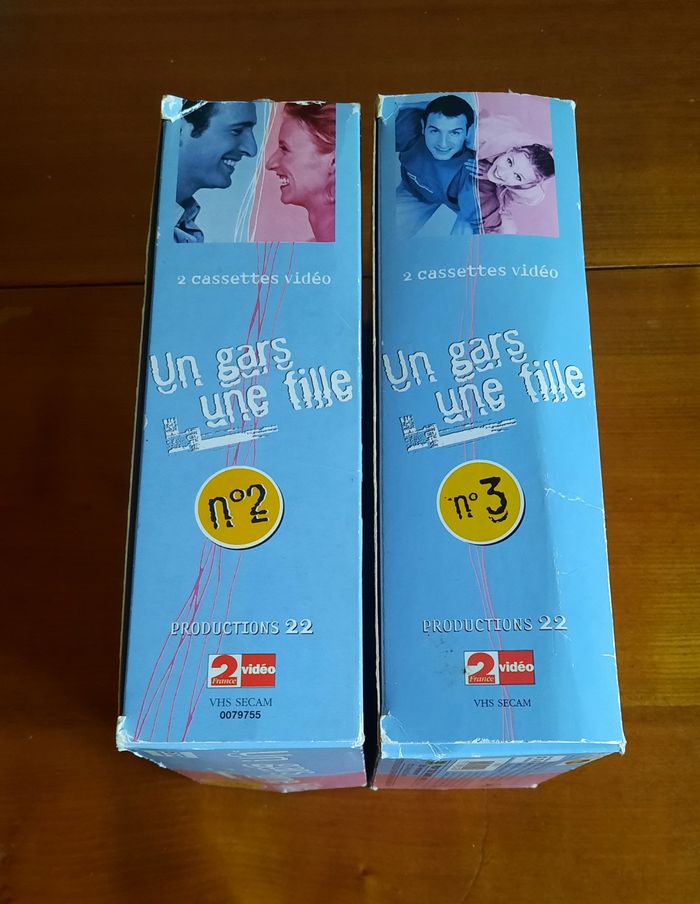 2 cassettes vidéo
Un gars
une fille
n°2
PRODUCTIONS 22
2
France
vidéo
VHS SECAM
0079755
2 cassettes vidéo
Un gars
une fille
n°3
PRODUCTIONS 22
2
France
vidéo
VHS SECAM